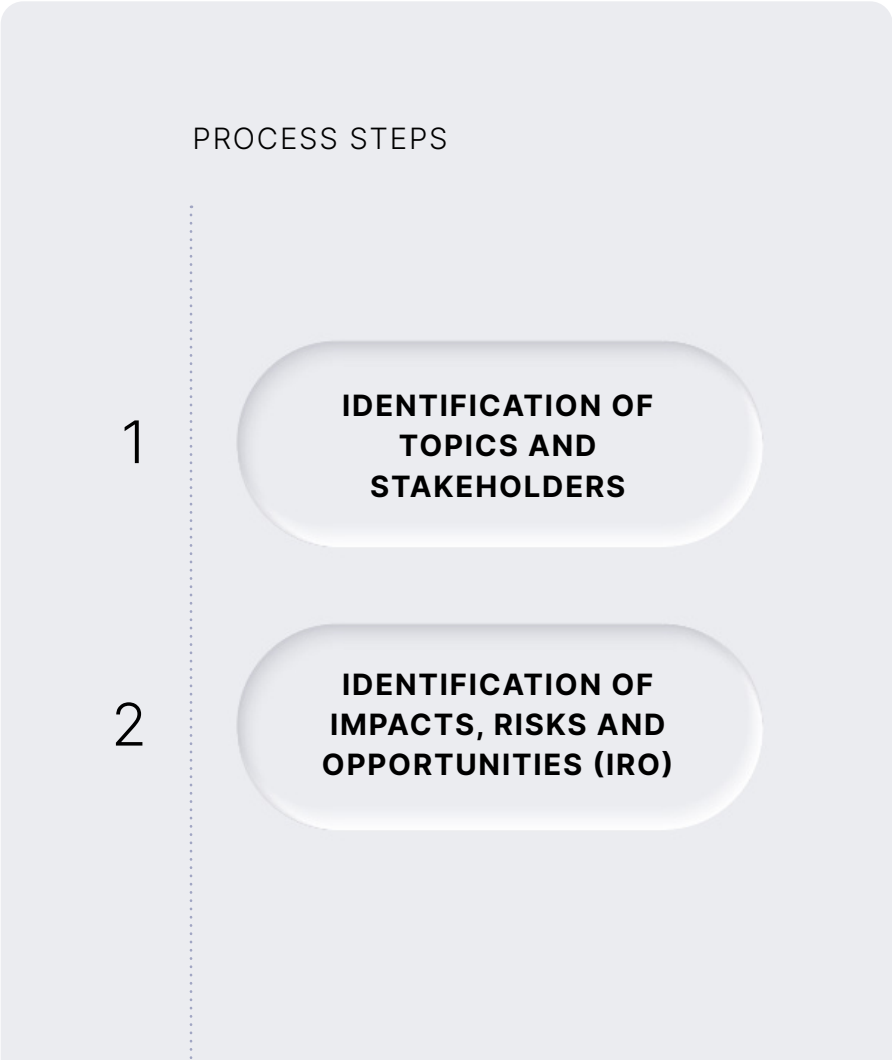 PROCESS STEPS
1
IDENTIFICATION OF
TOPICS AND
STAKEHOLDERS
2
IDENTIFICATION OF
IMPACTS, RISKS AND
OPPORTUNITIES (IRO)